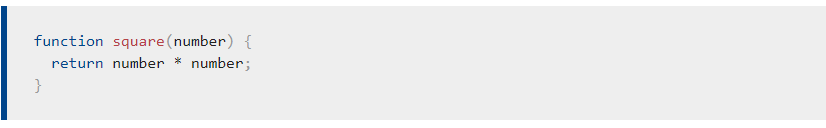 function square(number) {
  return number * number;
}